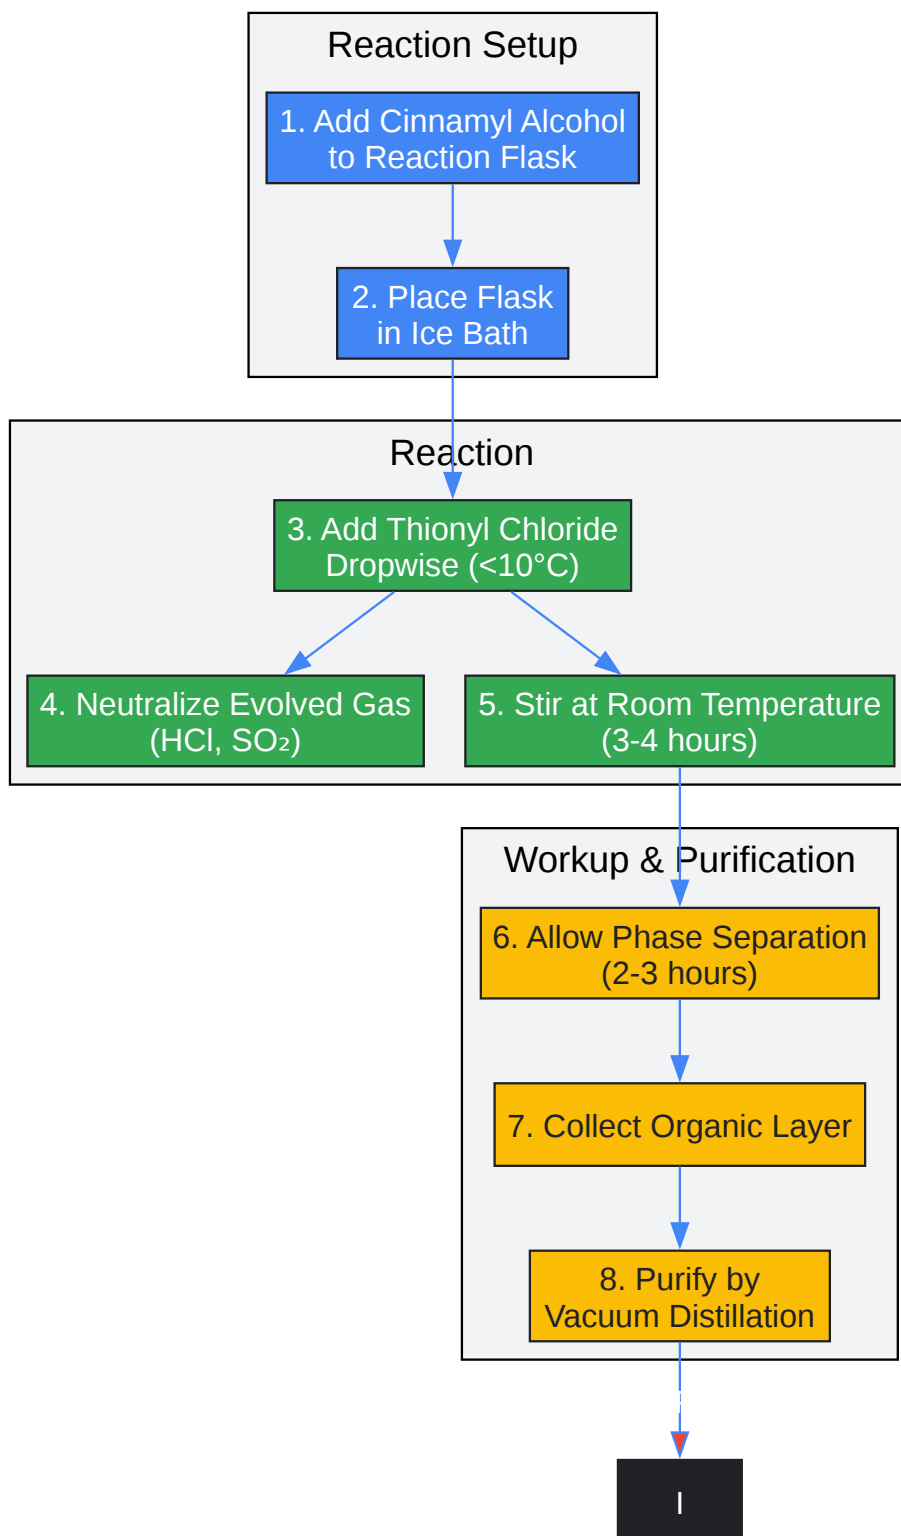 Reaction Setup
1. Add Cinnamyl Alcohol
to Reaction Flask
2. Place Flask
in Ice Bath
Reaction
3. Add Thionyl Chloride
Dropwise (<10°C)
4. Neutralize Evolved Gas
(HCl, SO₂)
5. Stir at Room Temperature
(3-4 hours)
Workup & Purification
6. Allow Phase Separation
(2-3 hours)
7. Collect Organic Layer
8. Purify by
Vacuum Distillation